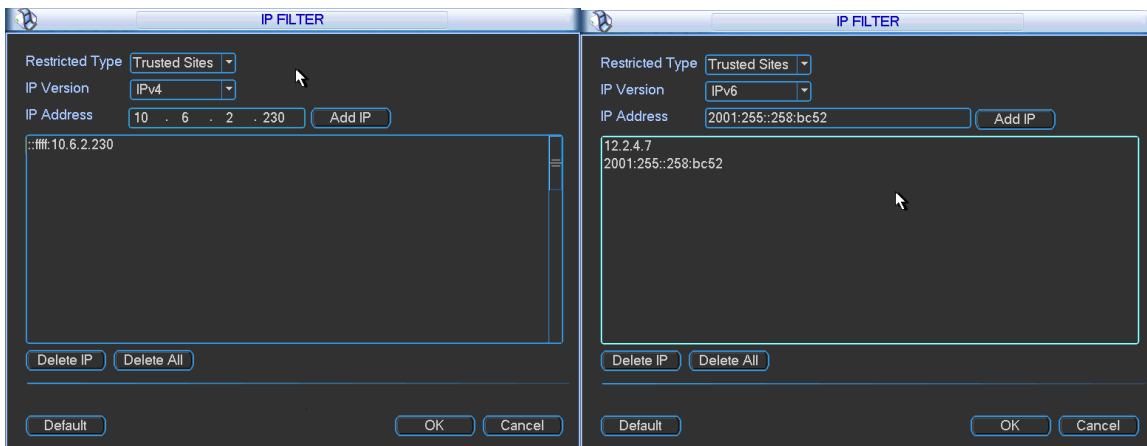 IP FILTER
Restricted Type Trusted Sites
IP Version IPv4
IP Address 10 . 6 . 2 . 230 Add IP
::ffff:10.6.2.230
Delete IP Delete All
Default OK Cancel
IP FILTER
Restricted Type Trusted Sites
IP Version IPv6
IP Address 2001:255::258:bc52 Add IP
12.2.4.7
2001:255::258:bc52
Delete IP Delete All
Default OK Cancel